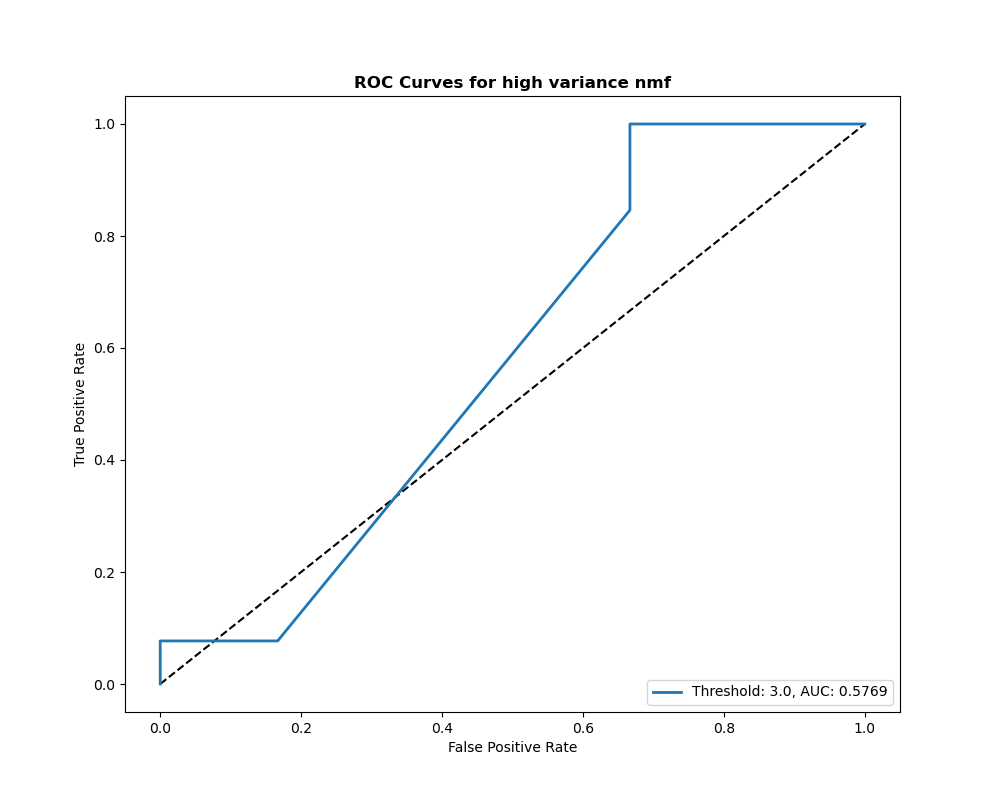 ROC Curves for high variance nmf
1.0
0.8
0.6
0.4
0.2
0.0
True Positive Rate
Threshold: 3.0, AUC: 0.5769
0.0 0.2 0.4 0.6 0.8 1.0
False Positive Rate